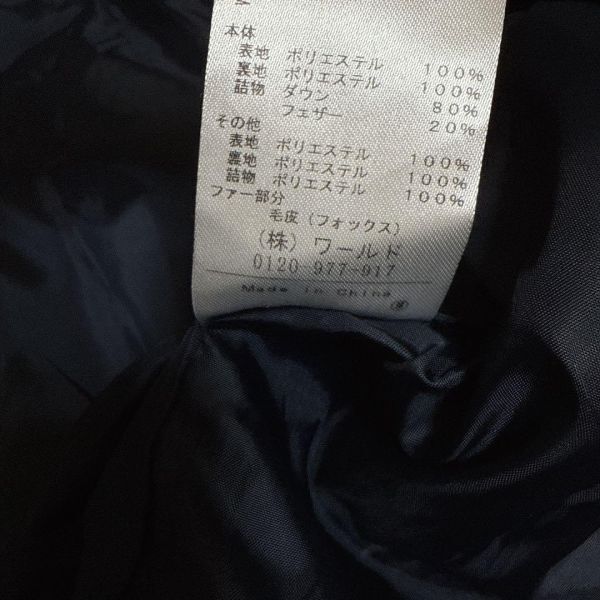 本体
表地 ポリエステル 100%
裏地 ポリエステル 100%
詰物 ダウン 80%
フェザー 20%
その他
表地 ポリエステル 100%
裏地 ポリエステル 100%
詰物 ポリエステル 100%
ファー部分
毛皮(フォックス)
(株)ワールド
0120 977-917
Made in China